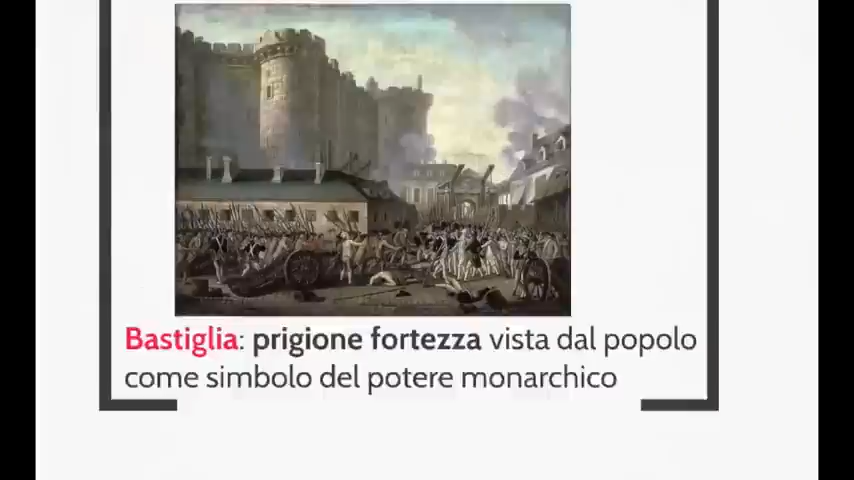 Bastiglia: prigione fortezza vista dal popolo
come simbolo del potere monarchico